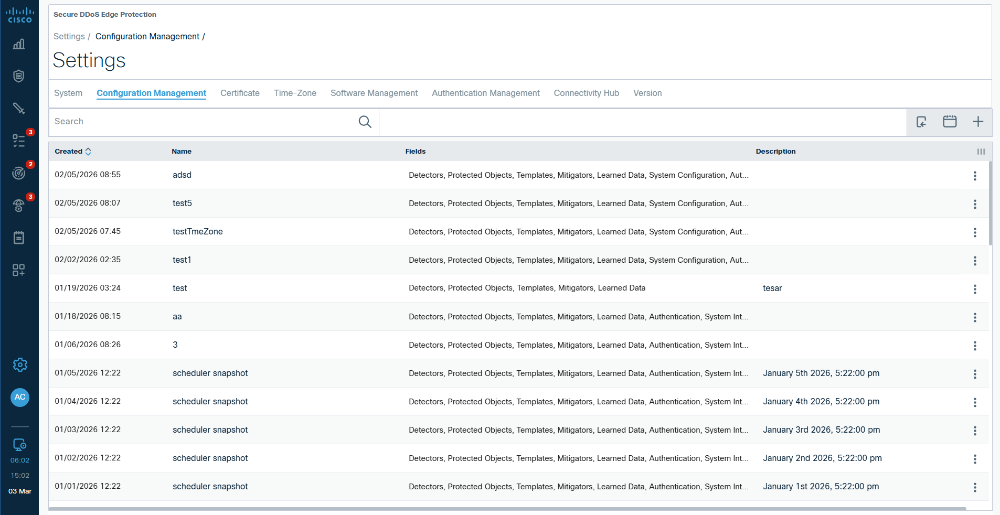 CISCO
Secure DDoS Edge Protection
Settings / Configuration Management /
Settings
System Configuration Management Certificate Time-Zone Software Management Authentication Management Connectivity Hub Version
Search
Created Name Fields Description
02/05/2026 08:55 adsd Detectors, Protected Objects, Templates, Mitigators, Learned Data, System Configuration, Aut...
02/05/2026 08:07 test5 Detectors, Protected Objects, Templates, Mitigators, Learned Data, System Configuration, Aut...
02/05/2026 07:45 testTmeZone Detectors, Protected Objects, Templates, Mitigators, Learned Data, System Configuration, Aut...
02/02/2026 02:35 test1 Detectors, Protected Objects, Templates, Mitigators, Learned Data, System Configuration, Aut...
01/19/2026 03:24 test Detectors, Protected Objects, Templates, Mitigators, Learned Data tesar
01/18/2026 08:15 aa Detectors, Protected Objects, Templates, Mitigators, Learned Data, Authentication, System Int...
01/06/2026 08:26 3 Detectors, Protected Objects, Templates, Mitigators, Learned Data, Authentication, System Int...
01/05/2026 12:22 scheduler snapshot Detectors, Protected Objects, Templates, Mitigators, Learned Data, Authentication, System Int... January 5th 2026, 5:22:00 pm
01/04/2026 12:22 scheduler snapshot Detectors, Protected Objects, Templates, Mitigators, Learned Data, Authentication, System Int... January 4th 2026, 5:22:00 pm
01/03/2026 12:22 scheduler snapshot Detectors, Protected Objects, Templates, Mitigators, Learned Data, Authentication, System Int... January 3rd 2026, 5:22:00 pm
01/02/2026 12:22 scheduler snapshot Detectors, Protected Objects, Templates, Mitigators, Learned Data, Authentication, System Int... January 2nd 2026, 5:22:00 pm
01/01/2026 12:22 scheduler snapshot Detectors, Protected Objects, Templates, Mitigators, Learned Data, Authentication, System Int... January 1st 2026, 5:22:00 pm
3
2
3
AC
06:02
15:02
03 Mar